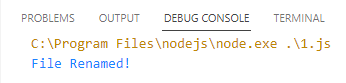 PROBLEMS OUTPUT DEBUG CONSOLE TERMINAL
C:\Program Files\nodejs\node.exe .\1.js
File Renamed!